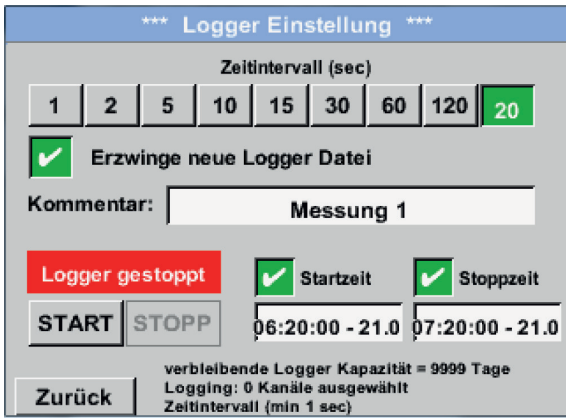 *** Logger Einstellung ***
Zeitintervall (sec)
1 2 5 10 15 30 60 120 20
Erzwinge neue Logger Datei
Kommentar: Messung 1
Logger gestoppt Startzeit Stoppzeit
START STOPP 06:20:00 - 21.0 07:20:00 - 21.0
verbleibende Logger Kapazität = 9999 Tage
Logging: 0 Kanäle ausgewählt
Zurück Zeitintervall (min 1 sec)